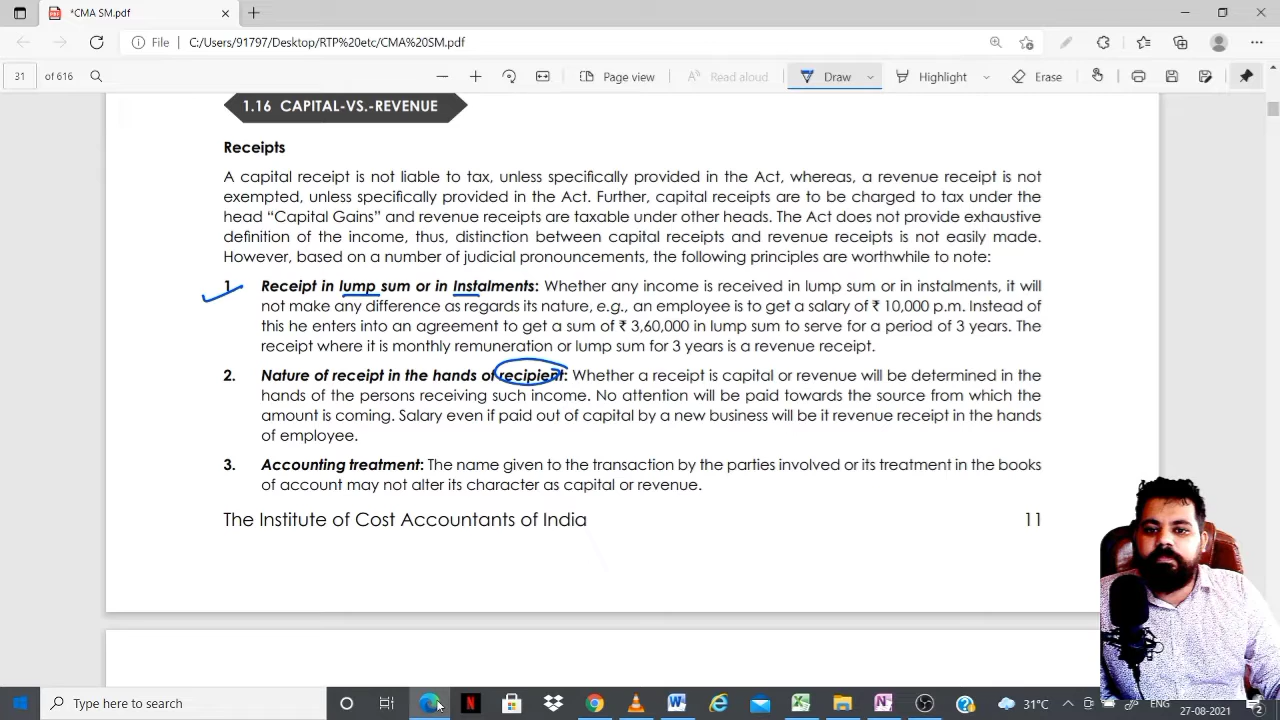 *CMA SM.pdf
File C:/Users/91797/Desktop/RTP%20etc/CMA%20SM.pdf
31 of 616 Page view Read aloud Draw Highlight Erase
1.16 CAPITAL-VS.-REVENUE
Receipts
A capital receipt is not liable to tax, unless specifically provided in the Act, whereas, a revenue receipt is not
exempted, unless specifically provided in the Act. Further, capital receipts are to be charged to tax under the
head “Capital Gains” and revenue receipts are taxable under other heads. The Act does not provide exhaustive
definition of the income, thus, distinction between capital receipts and revenue receipts is not easily made.
However, based on a number of judicial pronouncements, the following principles are worthwhile to note:
1 Receipt in lump sum or in Instalments: Whether any income is received in lump sum or in instalments, it will
not make any difference as regards its nature, e.g., an employee is to get a salary of ₹ 10,000 p.m. Instead of
this he enters into an agreement to get a sum of ₹ 3,60,000 in lump sum to serve for a period of 3 years. The
receipt where it is monthly remuneration or lump sum for 3 years is a revenue receipt.
2. Nature of receipt in the hands of recipient: Whether a receipt is capital or revenue will be determined in the
hands of the persons receiving such income. No attention will be paid towards the source from which the
amount is coming. Salary even if paid out of capital by a new business will be it revenue receipt in the hands
of employee.
3. Accounting treatment: The name given to the transaction by the parties involved or its treatment in the books
of account may not alter its character as capital or revenue.
The Institute of Cost Accountants of India 11
Type here to search 31°C 27-08-2021